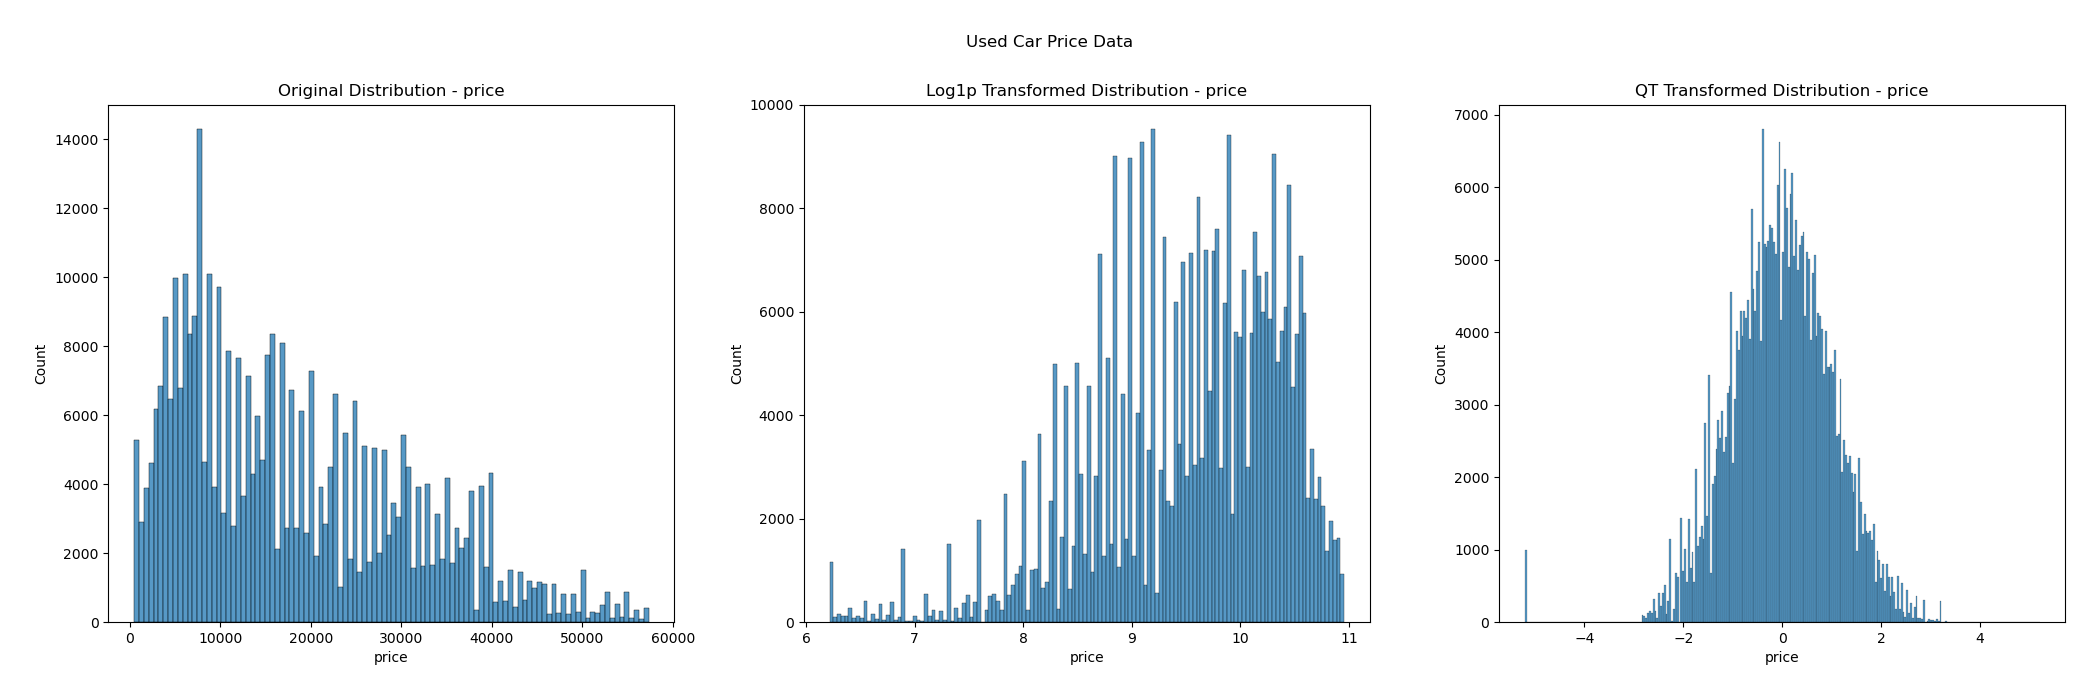 Used Car Price Data
Original Distribution - price
Log1p Transformed Distribution - price
QT Transformed Distribution - price
Count
14000
12000
10000
8000
6000
4000
2000
0
0 10000 20000 30000 40000 50000 60000
price
Count
10000
8000
6000
4000
2000
0
6 7 8 9 10 11
price
Count
7000
6000
5000
4000
3000
2000
1000
0
−4 −2 0 2 4
price